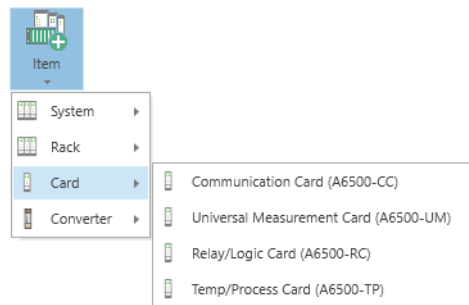 Item
System
Rack
Card
Converter
Communication Card (A6500-CC)
Universal Measurement Card (A6500-UM)
Relay/Logic Card (A6500-RC)
Temp/Process Card (A6500-TP)